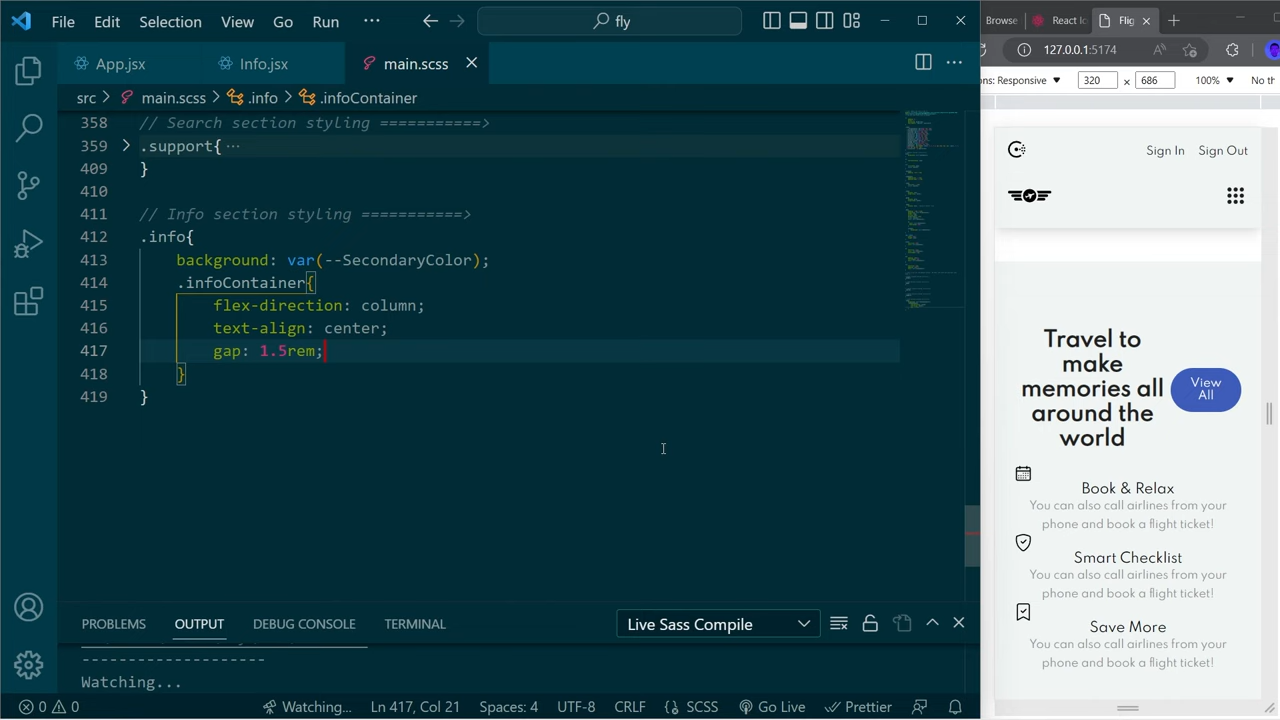 File Edit Selection View Go Run ··· fly
App.jsx Info.jsx main.scss
src > main.scss > .info > .infoContainer
358 // Search section styling ===========>
359 .support{ ···
409 }
410
411 // Info section styling ===========>
412 .info{
413 background: var(--SecondaryColor);
414 .infoContainer{
415 flex-direction: column;
416 text-align: center;
417 gap: 1.5rem;
418 }
419 }
PROBLEMS OUTPUT DEBUG CONSOLE TERMINAL Live Sass Compile
--------------------
Watching...
0 0 Watching... Ln 417, Col 21 Spaces: 4 UTF-8 CRLF SCSS Go Live Prettier
Browse React Ic Flig
127.0.0.1:5174
ons: Responsive 320 × 686 100% No th
Sign In Sign Out
Travel to
make
memories all
around the
world
View
All
Book & Relax
You can also call airlines from your
phone and book a flight ticket!
Smart Checklist
You can also call airlines from your
phone and book a flight ticket!
Save More
You can also call airlines from your
phone and book a flight ticket!